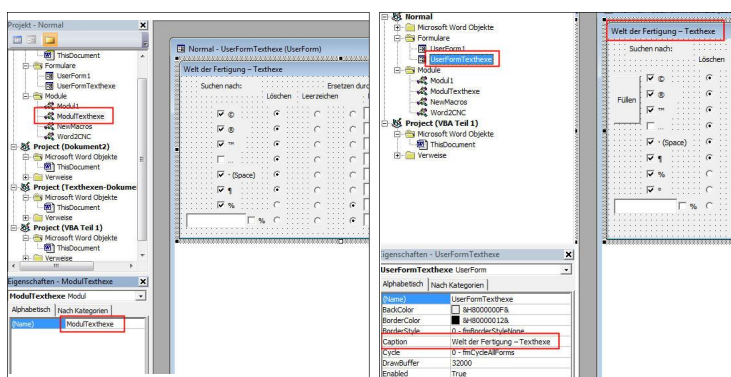 Projekt - Normal
ThisDocument
Formulare
UserForm1
UserFormTexthexe
Module
Modul1
ModulTexthexe
NewMacros
Word2CNC
Project (Dokument2)
Microsoft Word Objekte
ThisDocument
Verweise
Project (Texthexen-Dokume
Microsoft Word Objekte
ThisDocument
Verweise
Project (VBA Teil 1)
Microsoft Word Objekte
ThisDocument
Verweise
Eigenschaften - ModulTexthexe
ModulTexthexe Modul
Alphabetisch Nach Kategorien
(Name) ModulTexthexe
Normal - UserFormTexthexe (UserForm)
Welt der Fertigung – Texthexe
Suchen nach: Ersetzen durc
Löschen Leerzeichen
©
®
™
...
· (Space)
¶
%
%
Normal
Microsoft Word Objekte
Formulare
UserForm1
UserFormTexthexe
Module
Modul1
ModulTexthexe
NewMacros
Word2CNC
Project (VBA Teil 1)
Microsoft Word Objekte
ThisDocument
Verweise
Eigenschaften - UserFormTexthexe
UserFormTexthexe UserForm
Alphabetisch Nach Kategorien
(Name) UserFormTexthexe
BackColor &H8000000F&
BorderColor &H80000012&
BorderStyle 0 - fmBorderStyleNone
Caption Welt der Fertigung – Texthexe
Cycle 0 - fmCycleAllForms
DrawBuffer 32000
Enabled True
Welt der Fertigung – Texthexe
Suchen nach:
Löschen
Füllen
©
®
™
...
· (Space)
¶
%
%